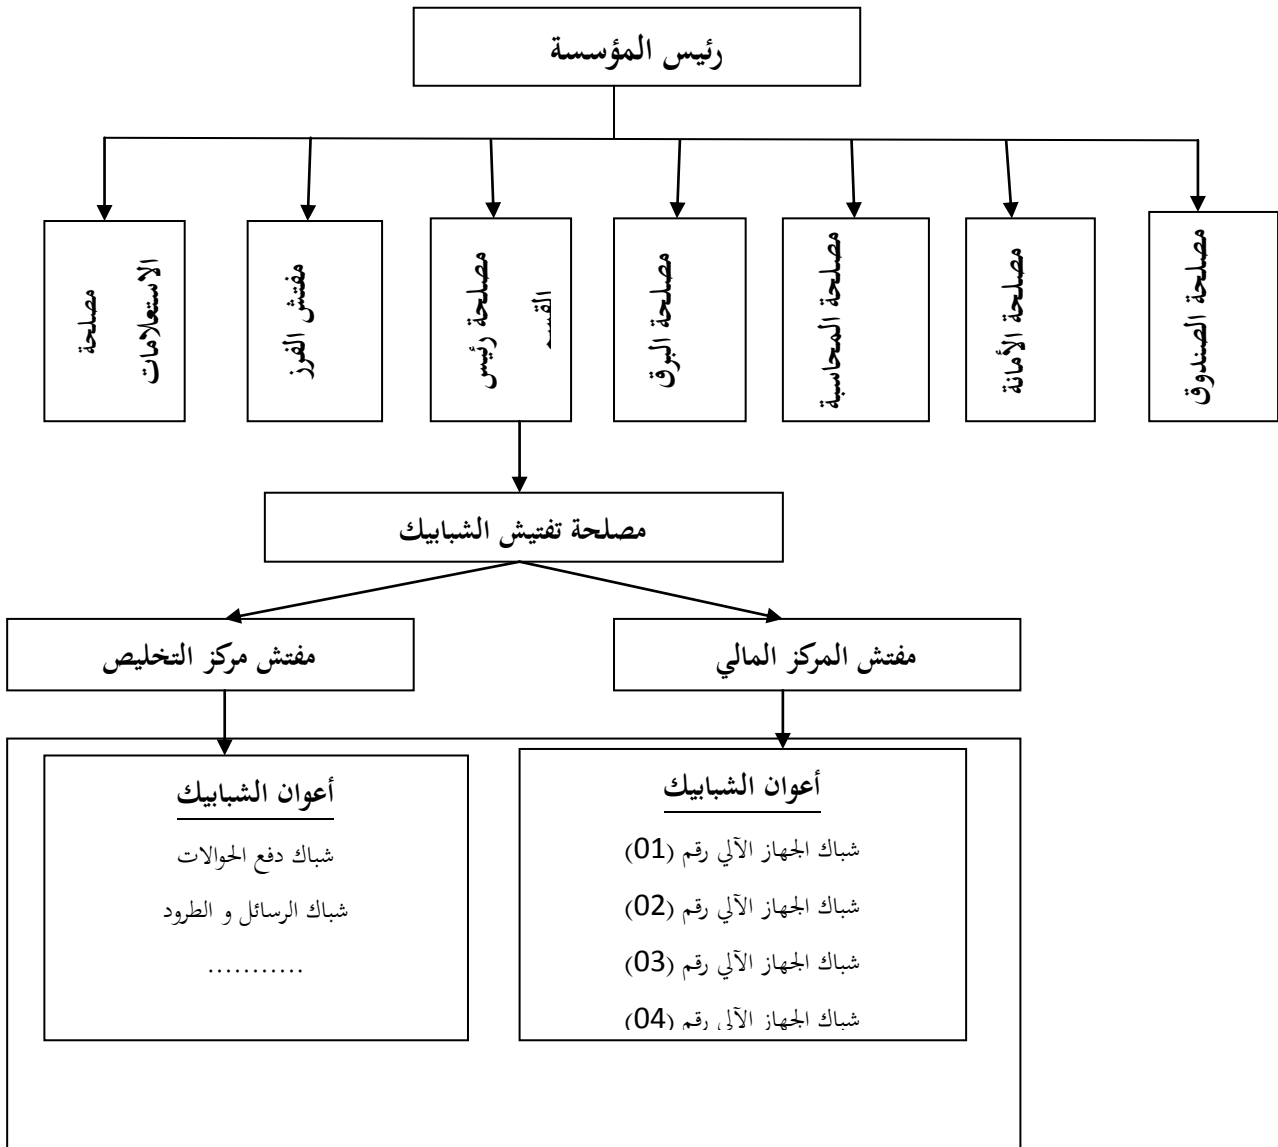 رئيس المؤسسة
مصلحة الصندوق
مصلحة الأمانة
مصلحة المحاسبة
مصلحة البرق
مصلحة رئيس
القسم
مفتش الفرز
مصلحة
الاستعلامات
مصلحة تفتيش الشبابيك
مفتش المركز المالي
مفتش مركز التخليص
أعوان الشبابيك
شباك الجهاز الآلي رقم (01)
شباك الجهاز الآلي رقم (02)
شباك الجهاز الآلي رقم (03)
شباك الجهاز الآلي رقم (04)
أعوان الشبابيك
شباك دفع الحوالات
شباك الرسائل و الطرود
...........